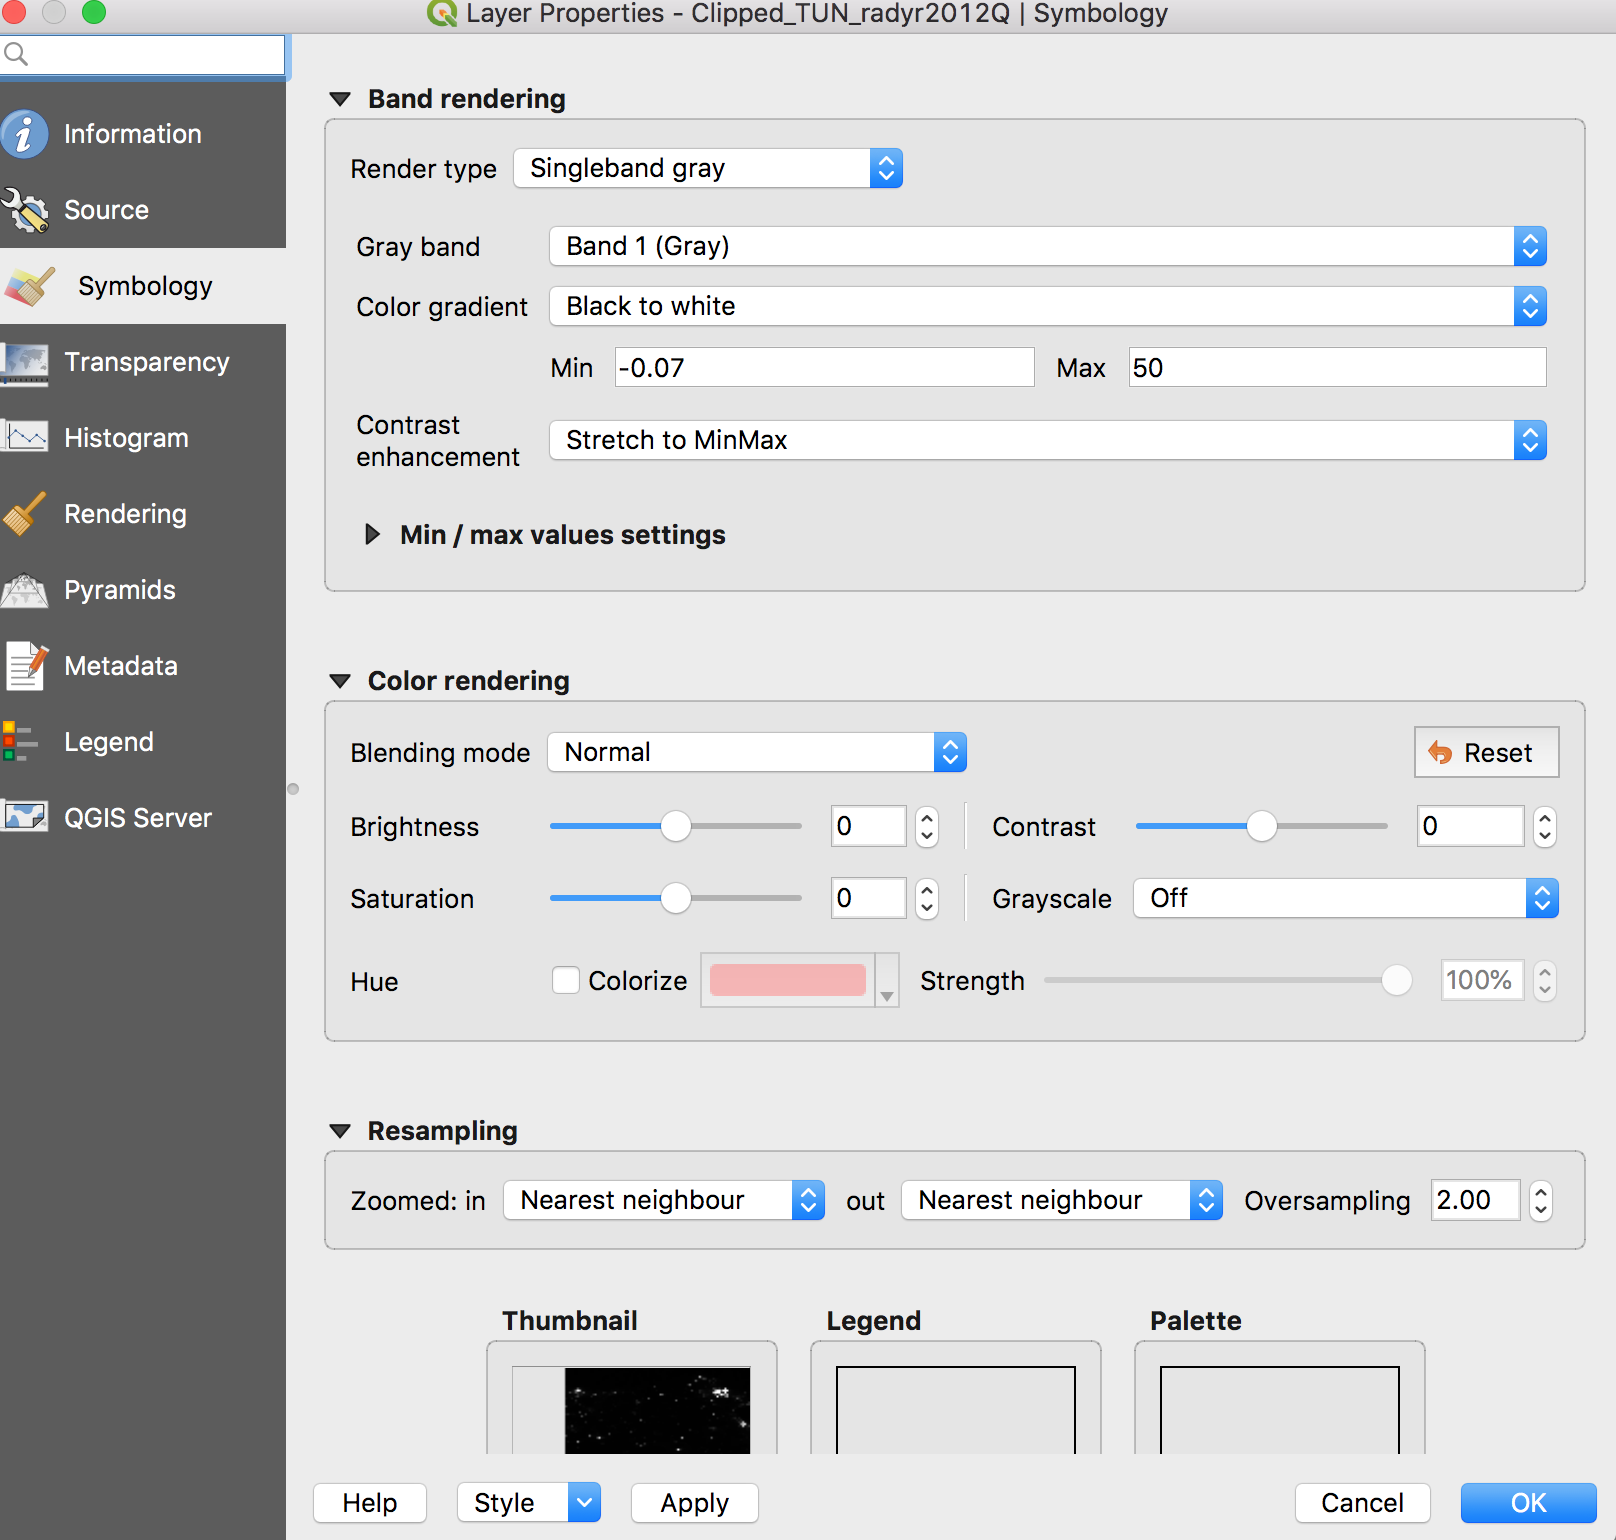 Layer Properties - Clipped_TUN_radyr2012Q | Symbology
Information
Source
Symbology
Transparency
Histogram
Rendering
Pyramids
Metadata
Legend
QGIS Server
Band rendering
Render type Singleband gray
Gray band Band 1 (Gray)
Color gradient Black to white
Min -0.07 Max 50
Contrast
enhancement Stretch to MinMax
Min / max values settings
Color rendering
Blending mode Normal Reset
Brightness 0 Contrast 0
Saturation 0 Grayscale Off
Hue Colorize Strength 100%
Resampling
Zoomed: in Nearest neighbour out Nearest neighbour Oversampling 2.00
Thumbnail Legend Palette
Help Style Apply Cancel OK